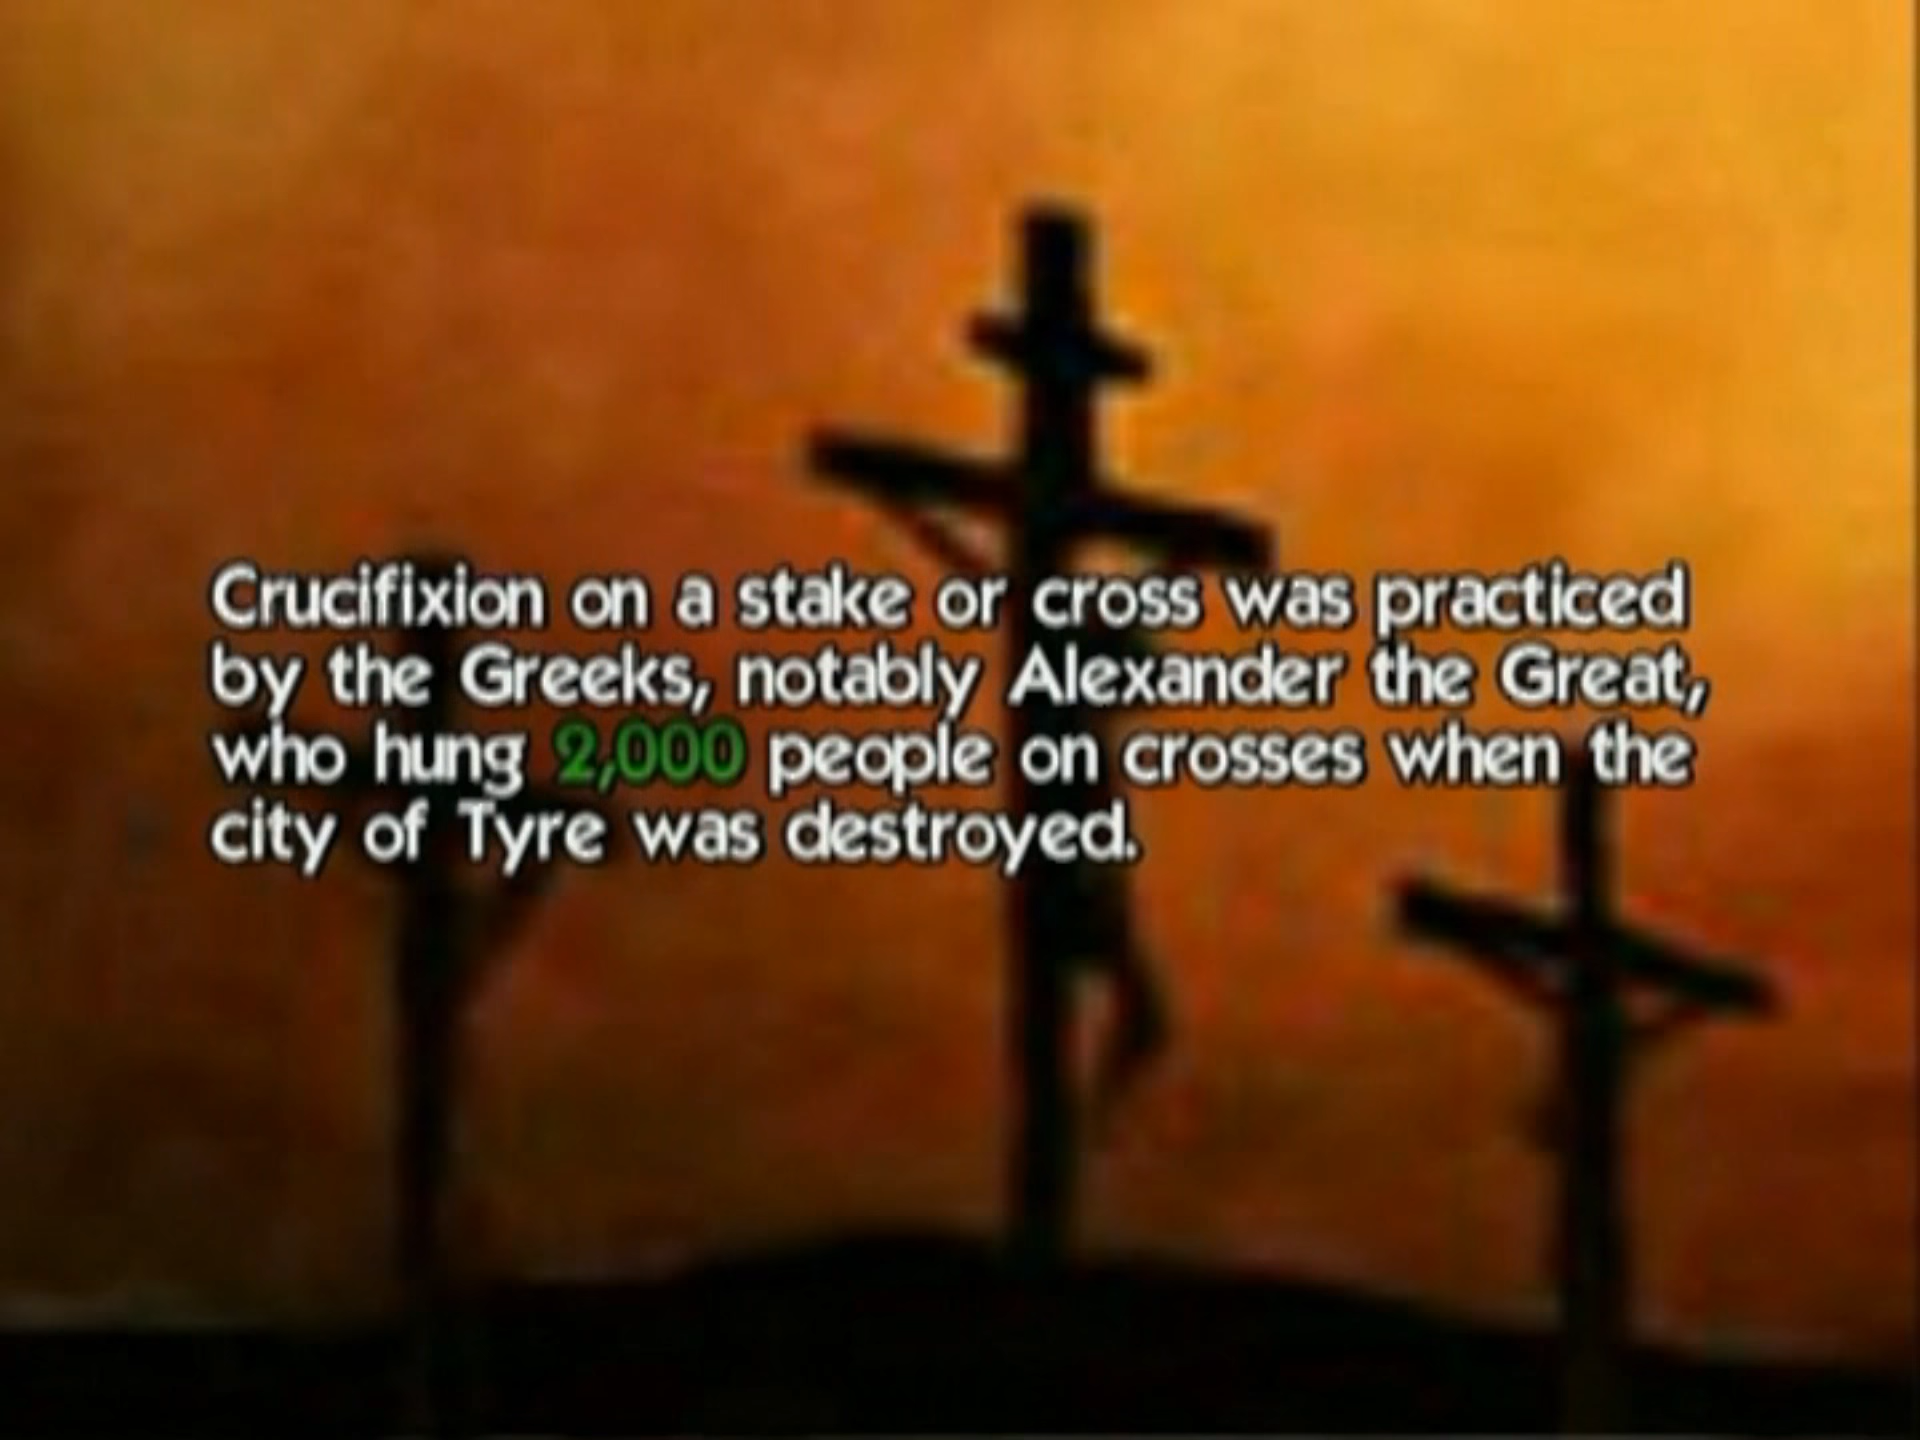 Crucifixion on a stake or cross was practiced
by the Greeks, notably Alexander the Great,
who hung 2,000 people on crosses when the
city of Tyre was destroyed.